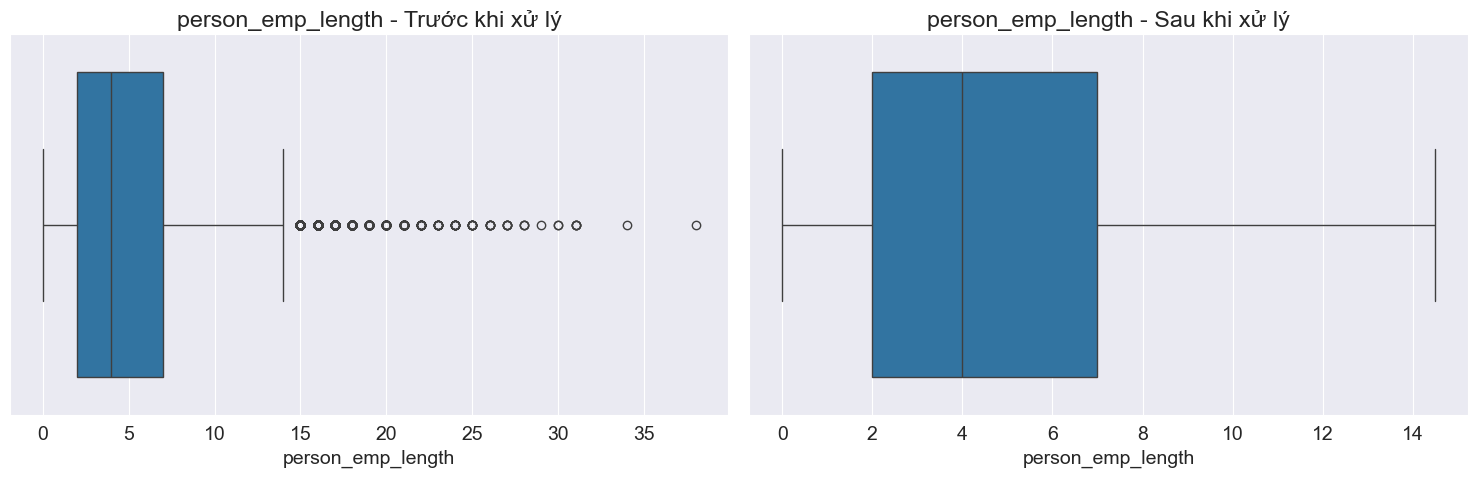 person_emp_length - Trước khi xử lý
0 5 10 15 20 25 30 35
person_emp_length
person_emp_length - Sau khi xử lý
0 2 4 6 8 10 12 14
person_emp_length